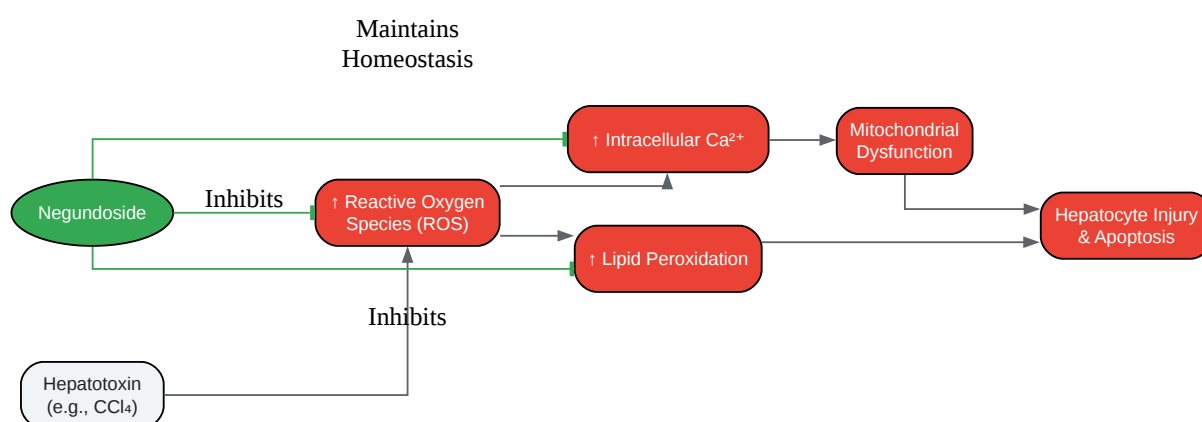 Maintains
Homeostasis
↑ Intracellular Ca²⁺
Mitochondrial
Dysfunction
Negundoside
Inhibits
↑ Reactive Oxygen
Species (ROS)
Hepatocyte Injury
& Apoptosis
↑ Lipid Peroxidation
Inhibits
Hepatotoxin
(e.g., CCl₄)